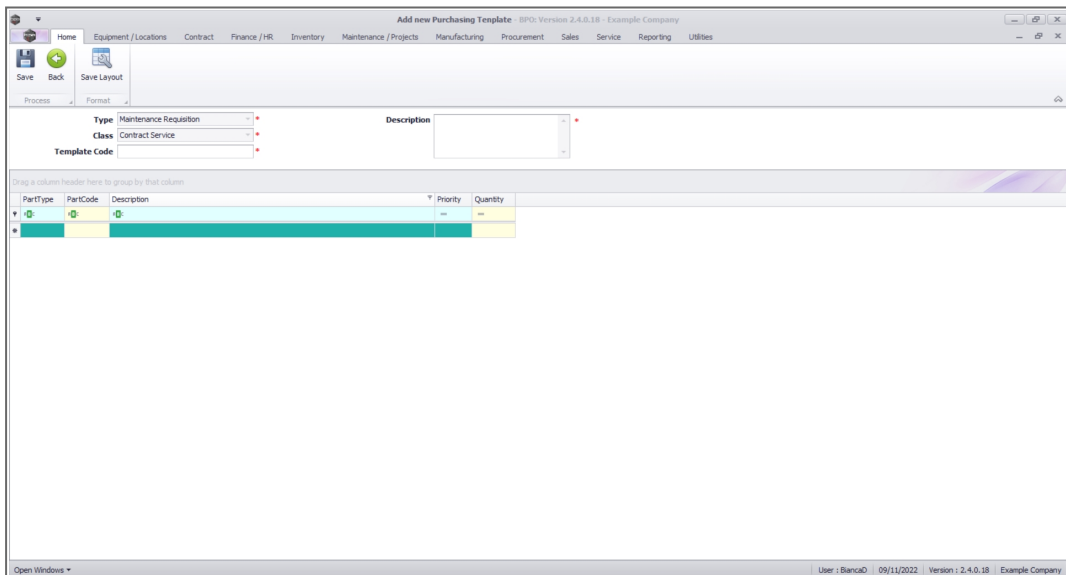 Add new Purchasing Tenplate - BPO: Version 2.4.0.18 - Example Company
Home Equipment / Locations Contract Finance / HR Inventory Maintenance / Projects Manufacturing Procurement Sales Service Reporting Utilities
Save Back Save Layout
Process Format
Type Maintenance Requisition * Description *
Class Contract Service *
Template Code *
Drag a column header here to group by that column
PartType PartCode Description Priority Quantity
Open Windows User : BiancaD 09/11/2022 Version : 2.4.0.18 Example Company